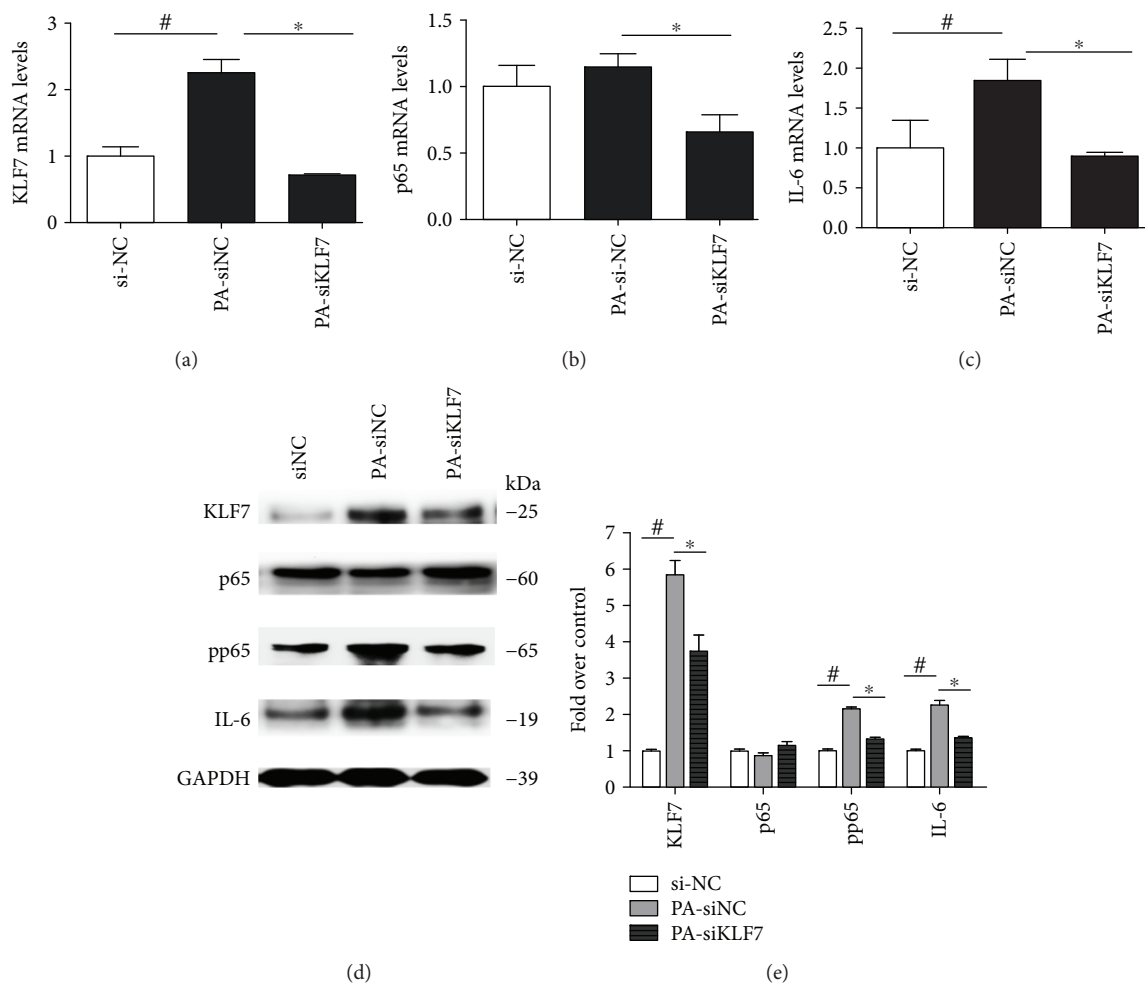 KLF7 mRNA levels
3
2
1
0
#
*
si-NC
PA-siNC
PA-siKLF7
(a)
p65 mRNA levels
1.5
1.0
0.5
0.0
*
si-NC
PA-si-NC
PA-siKLF7
(b)
IL-6 mRNA levels
2.5
2.0
1.5
1.0
0.5
0.0
#
*
si-NC
PA-siNC
PA-siKLF7
(c)
siNC
PA-siNC
PA-siKLF7
kDa
KLF7
–25
p65
–60
pp65
–65
IL-6
–19
GAPDH
–39
(d)
Fold over control
7
6
5
4
3
2
1
0
# *
# *
# *
KLF7
p65
pp65
IL-6
si-NC
PA-siNC
PA-siKLF7
(e)